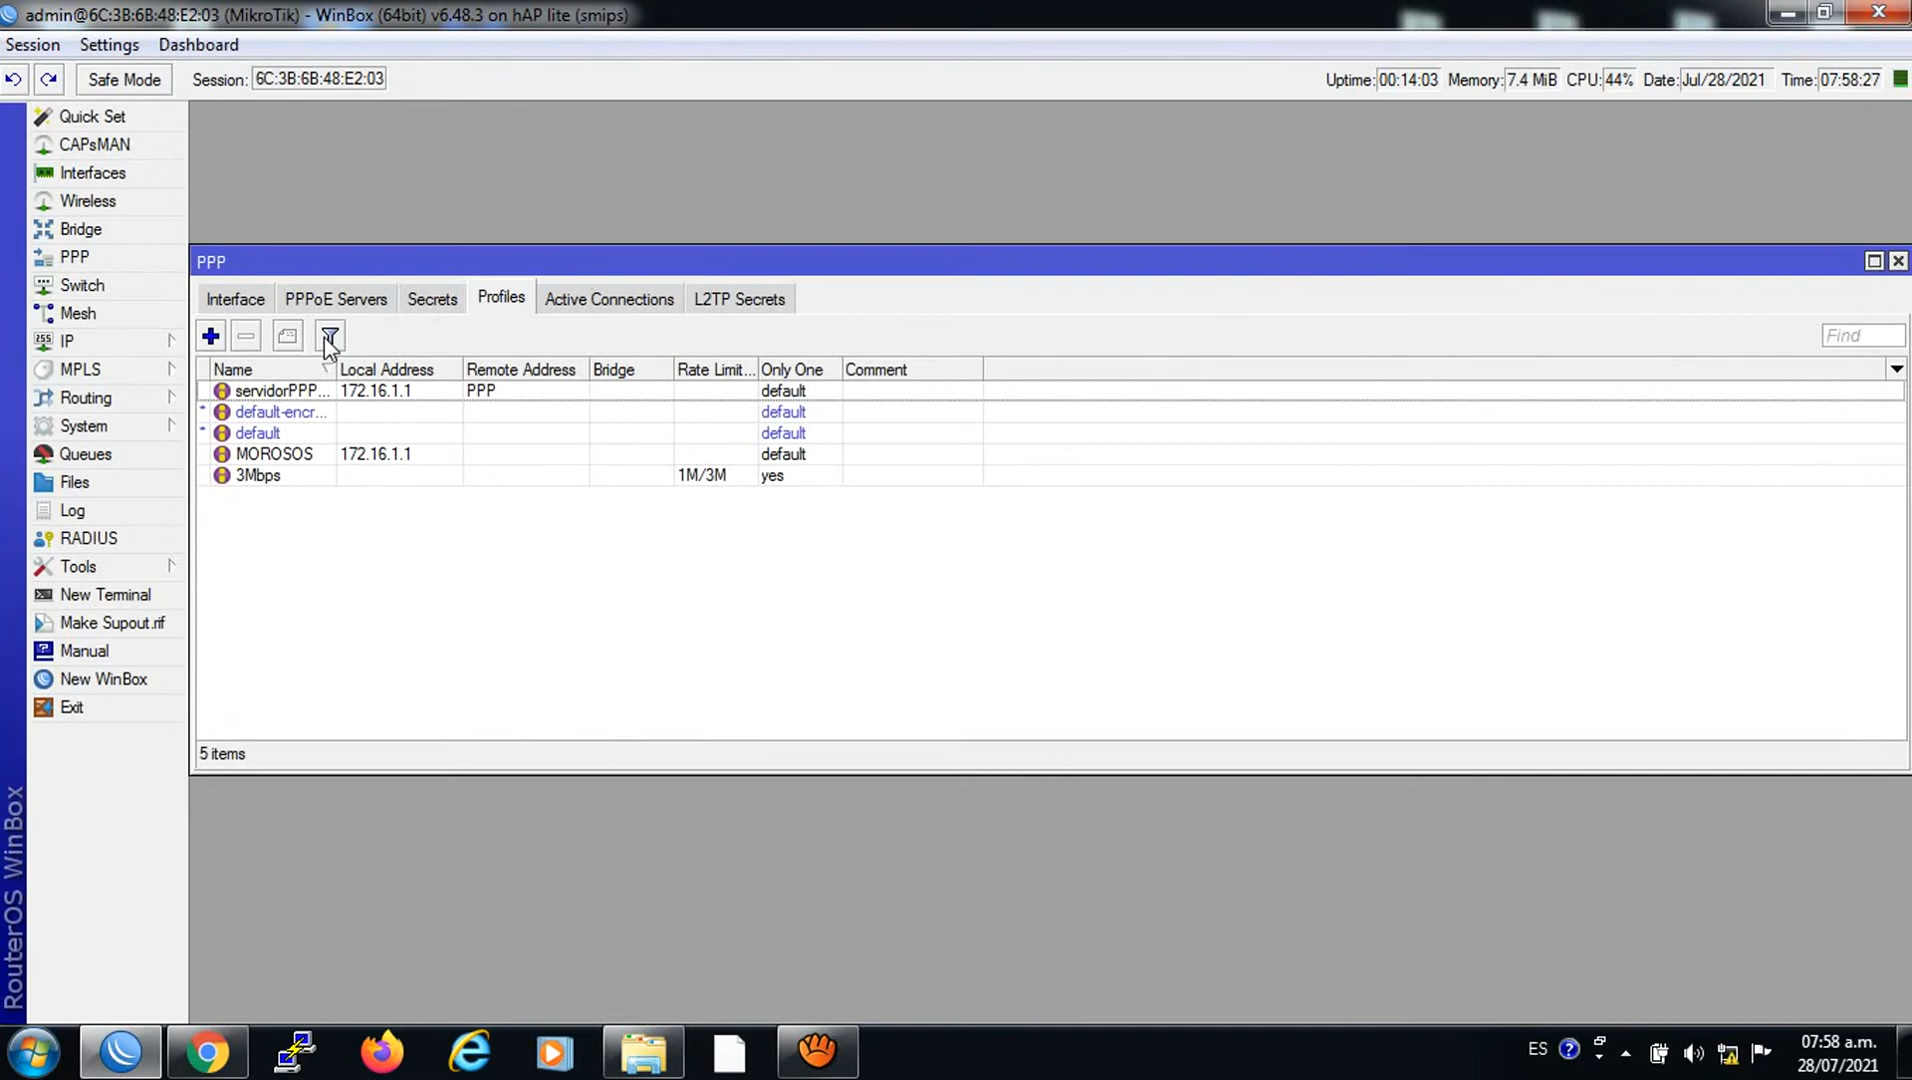 admin@6C:3B:6B:48:E2:03 (MikroTik) - WinBox (64bit) v6.48.3 on hAP lite (smips)
Session Settings Dashboard
Safe Mode Session: 6C:3B:6B:48:E2:03 Uptime: 00:14:03 Memory: 7.4 MiB CPU: 44% Date: Jul/28/2021 Time: 07:58:27
Quick Set
CAPsMAN
Interfaces
Wireless
Bridge
PPP
Switch
Mesh
IP
MPLS
Routing
System
Queues
Files
Log
RADIUS
Tools
New Terminal
Make Supout.rif
Manual
New WinBox
Exit
RouterOS WinBox
PPP
Interface PPPoE Servers Secrets Profiles Active Connections L2TP Secrets
Find
Name Local Address Remote Address Bridge Rate Limit... Only One Comment
servidorPPP... 172.16.1.1 PPP default
* default-encr... default
* default default
MOROSOS 172.16.1.1 default
3Mbps 1M/3M yes
5 items
ES 07:58 a.m.
28/07/2021